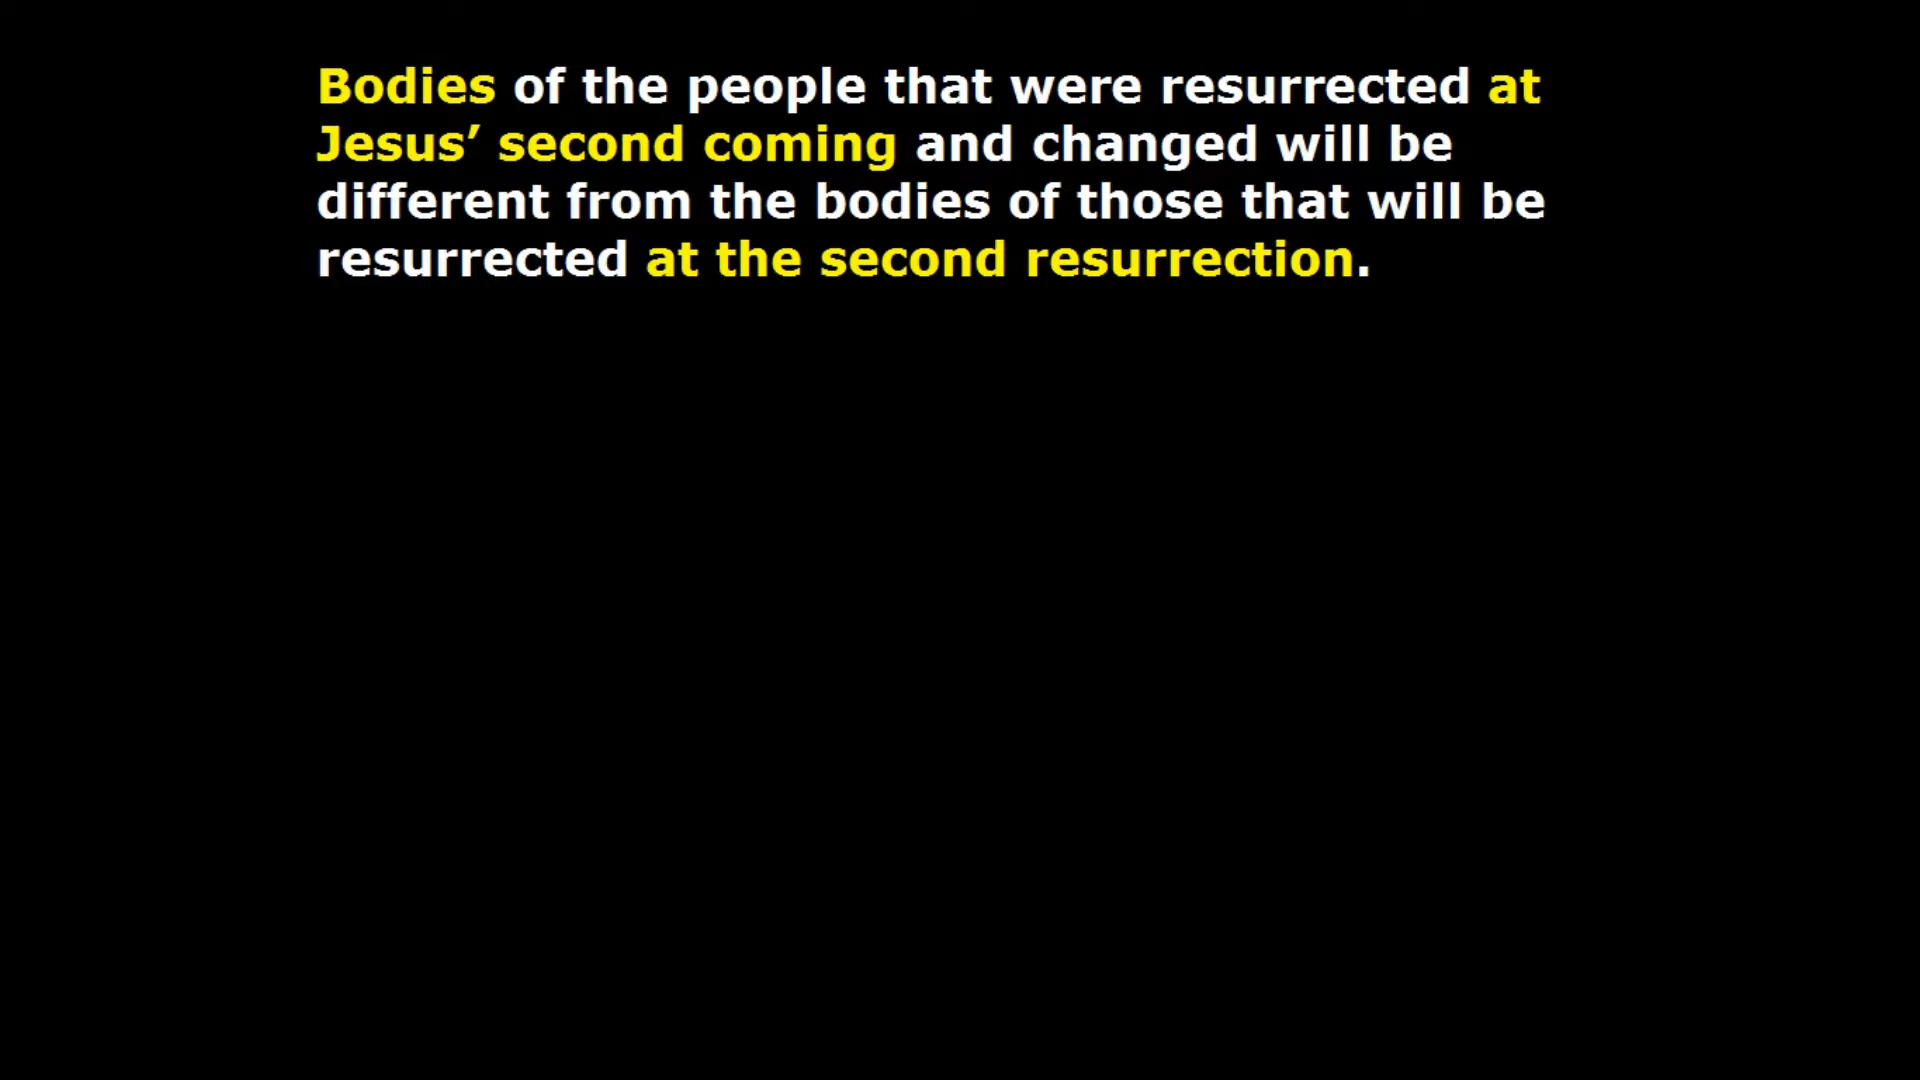 Bodies of the people that were resurrected at
Jesus’ second coming and changed will be
different from the bodies of those that will be
resurrected at the second resurrection.